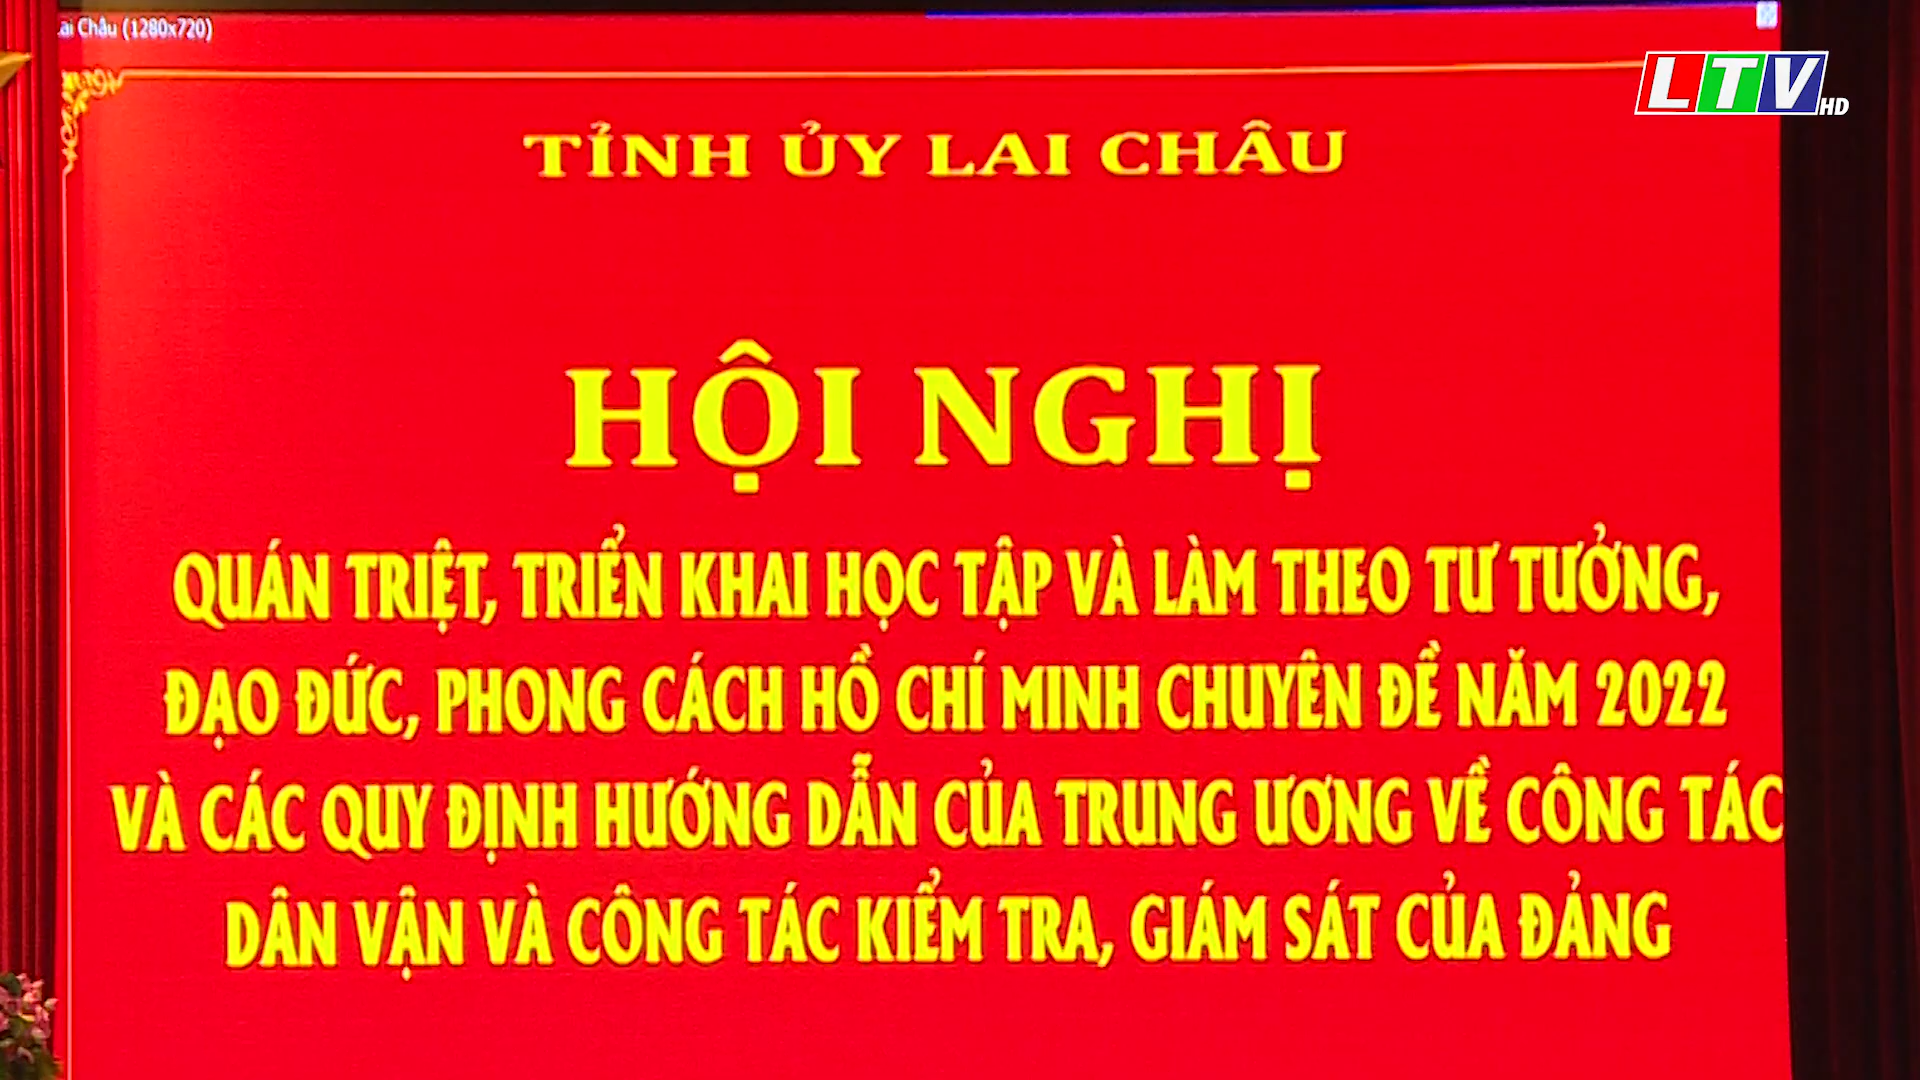 Lai Châu (1280x720)
LTV HD
TỈNH ỦY LAI CHÂU
HỘI NGHỊ
QUÁN TRIỆT, TRIỂN KHAI HỌC TẬP VÀ LÀM THEO TƯ TƯỞNG,
ĐẠO ĐỨC, PHONG CÁCH HỒ CHÍ MINH CHUYÊN ĐỀ NĂM 2022
VÀ CÁC QUY ĐỊNH HƯỚNG DẪN CỦA TRUNG ƯƠNG VỀ CÔNG TÁC
DÂN VẬN VÀ CÔNG TÁC KIỂM TRA, GIÁM SÁT CỦA ĐẢNG